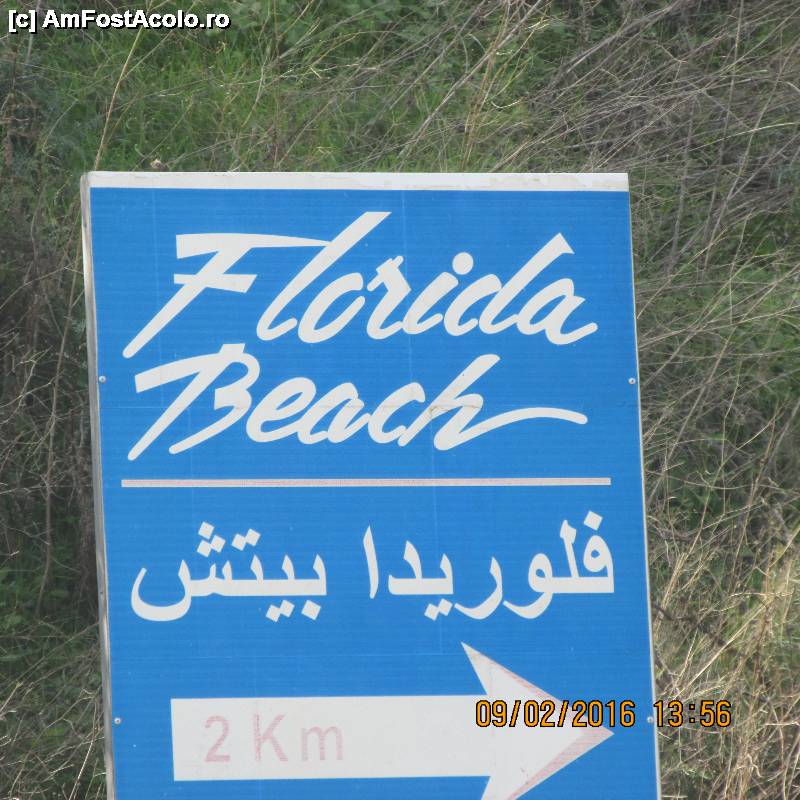 [c] AmFostAcolo.ro
Florida
Beach
فلوريدا بيتش
2 Km
09/02/2016 13:56